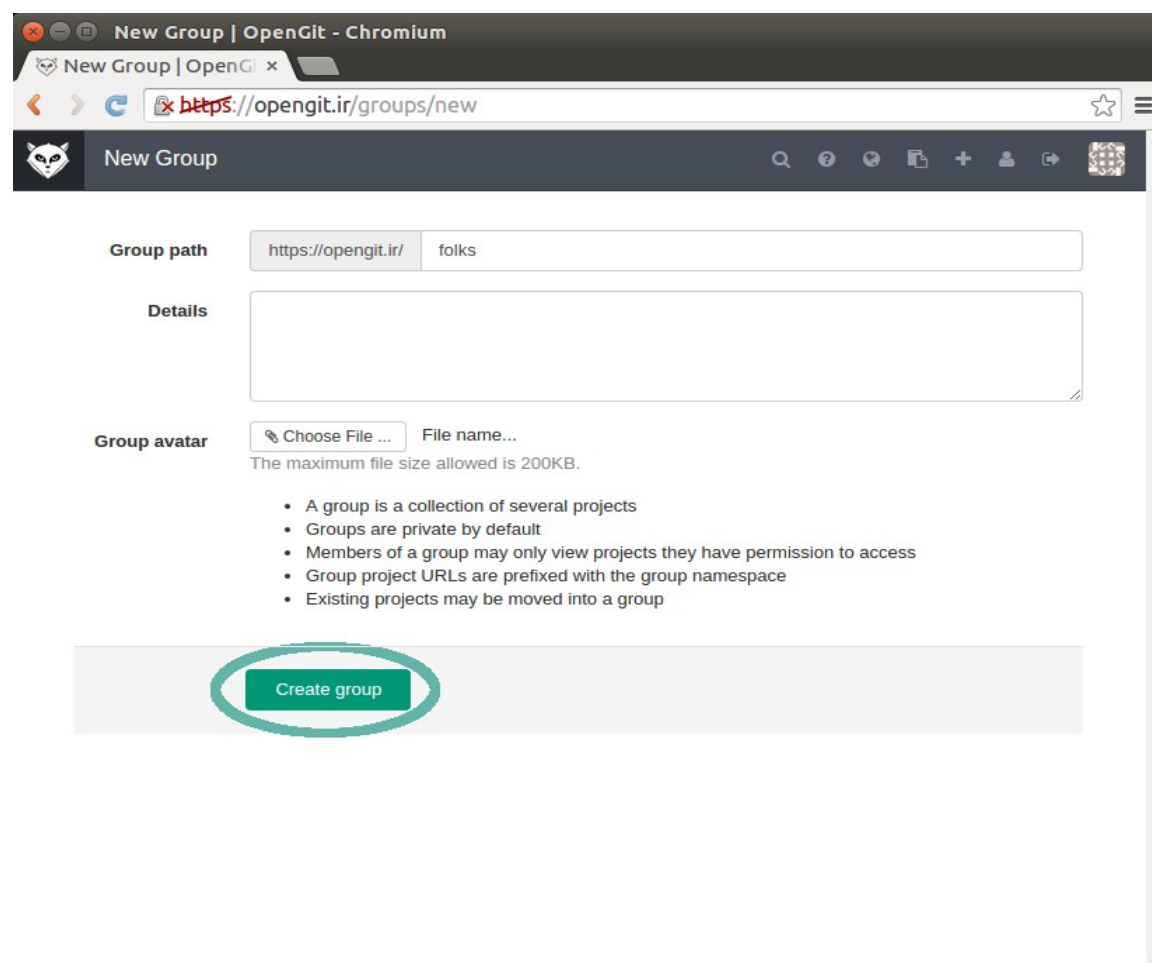 New Group | OpenGit - Chromium
New Group | OpenGi
https://opengit.ir/groups/new
New Group
Group path https://opengit.ir/ folks
Details
Group avatar Choose File ... File name...
The maximum file size allowed is 200KB.
• A group is a collection of several projects
• Groups are private by default
• Members of a group may only view projects they have permission to access
• Group project URLs are prefixed with the group namespace
• Existing projects may be moved into a group
Create group